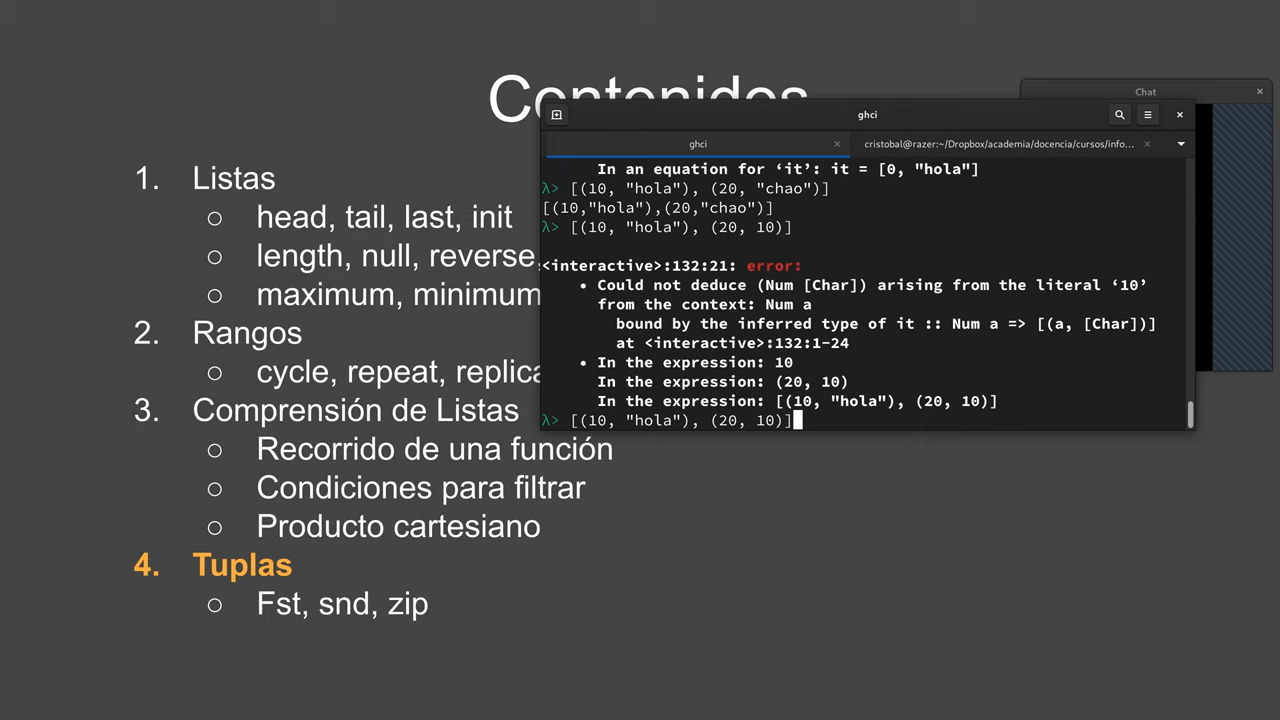 Contenidos
1. Listas
○ head, tail, last, init
○ length, null, reverse,
○ maximum, minimum
2. Rangos
○ cycle, repeat, replica
3. Comprensión de Listas
○ Recorrido de una función
○ Condiciones para filtrar
○ Producto cartesiano
4. Tuplas
○ Fst, snd, zip
Chat
ghci
ghci
cristobal@razer:~/Dropbox/academia/docencia/cursos/info...
In an equation for ‘it’: it = [0, "hola"]
λ> [(10, "hola"), (20, "chao")]
[(10,"hola"),(20,"chao")]
λ> [(10, "hola"), (20, 10)]
<interactive>:132:21: error:
• Could not deduce (Num [Char]) arising from the literal ‘10’
from the context: Num a
bound by the inferred type of it :: Num a => [(a, [Char])]
at <interactive>:132:1-24
• In the expression: 10
In the expression: (20, 10)
In the expression: [(10, "hola"), (20, 10)]
λ> [(10, "hola"), (20, 10)]